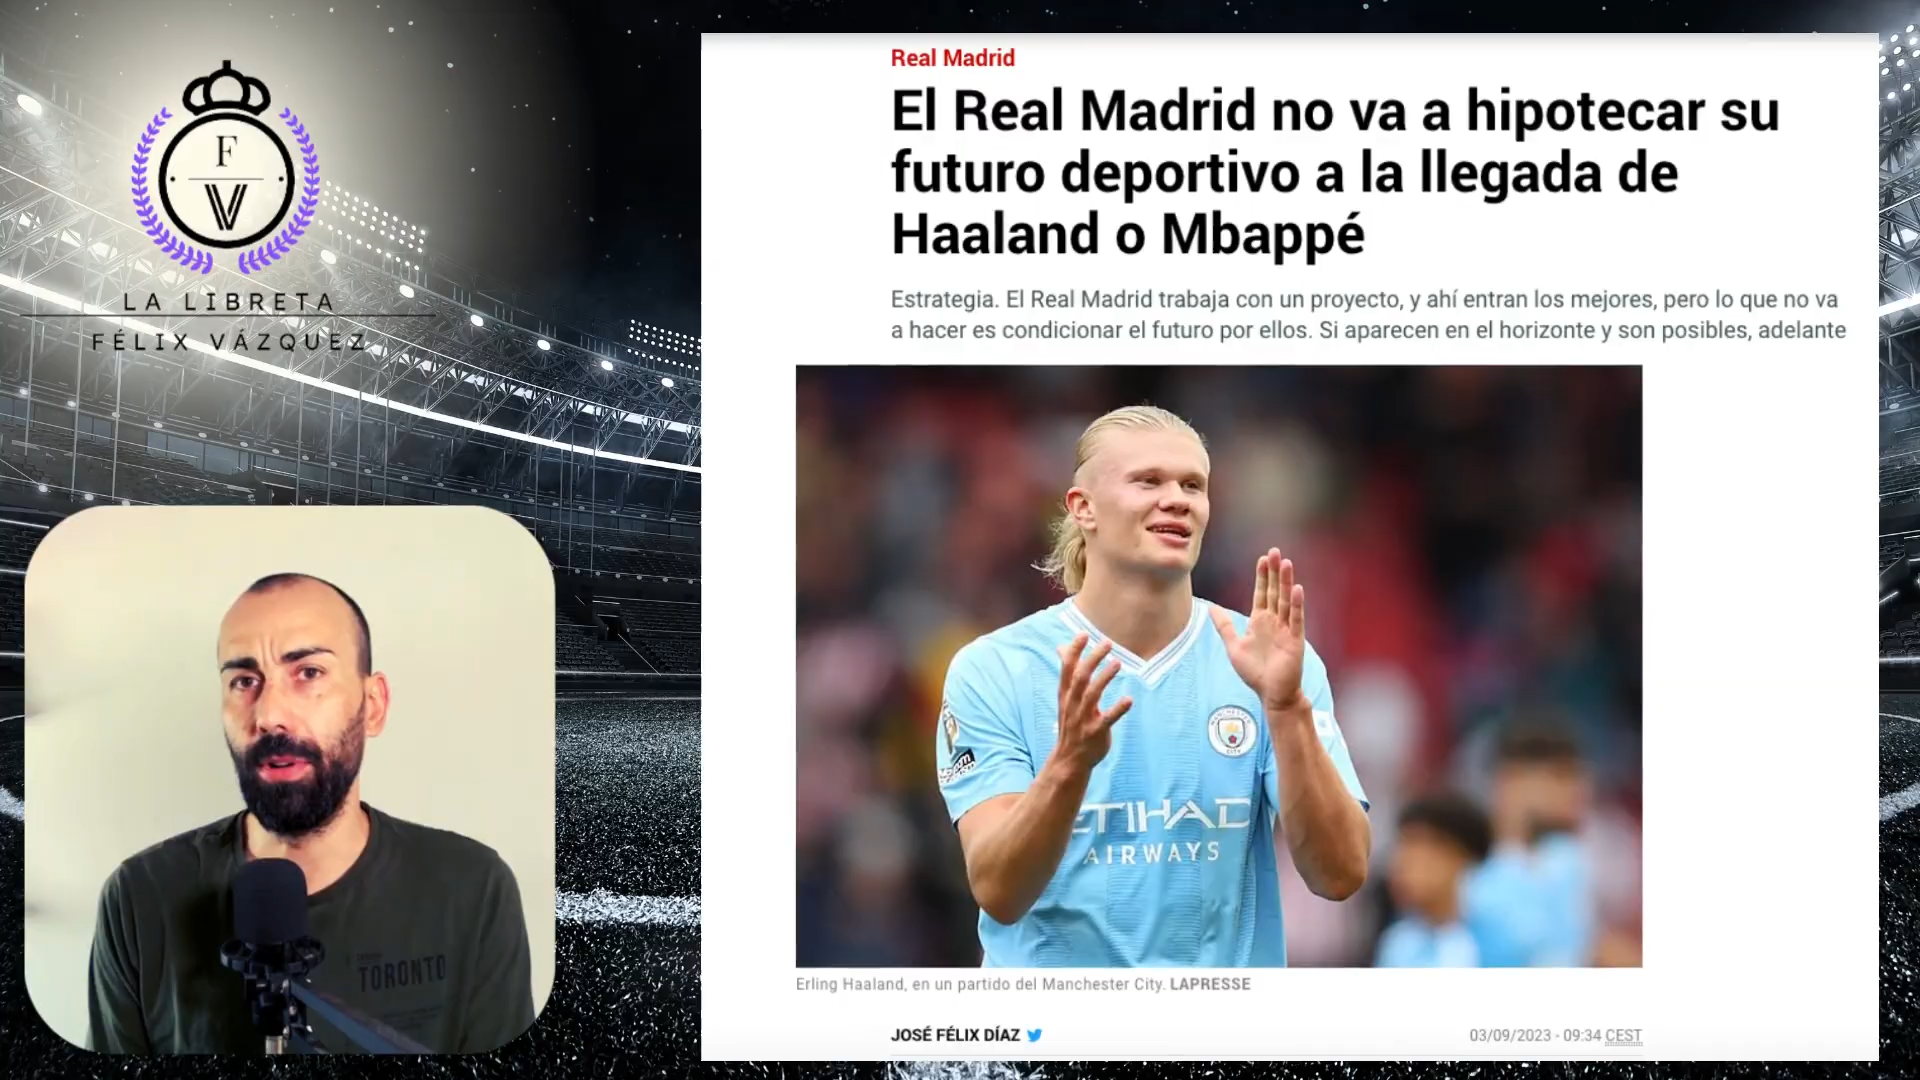 F
V
LA LIBRETA
FÉLIX VÁZQUEZ
Real Madrid
El Real Madrid no va a hipotecar su
futuro deportivo a la llegada de
Haaland o Mbappé
Estrategia. El Real Madrid trabaja con un proyecto, y ahí entran los mejores, pero lo que no va
a hacer es condicionar el futuro por ellos. Si aparecen en el horizonte y son posibles, adelante
MANCHESTER
CITY
ETIHAD
AIRWAYS
Erling Haaland, en un partido del Manchester City. LAPRESSE
JOSÉ FÉLIX DÍAZ
03/09/2023 - 09:34 CEST
TORONTO